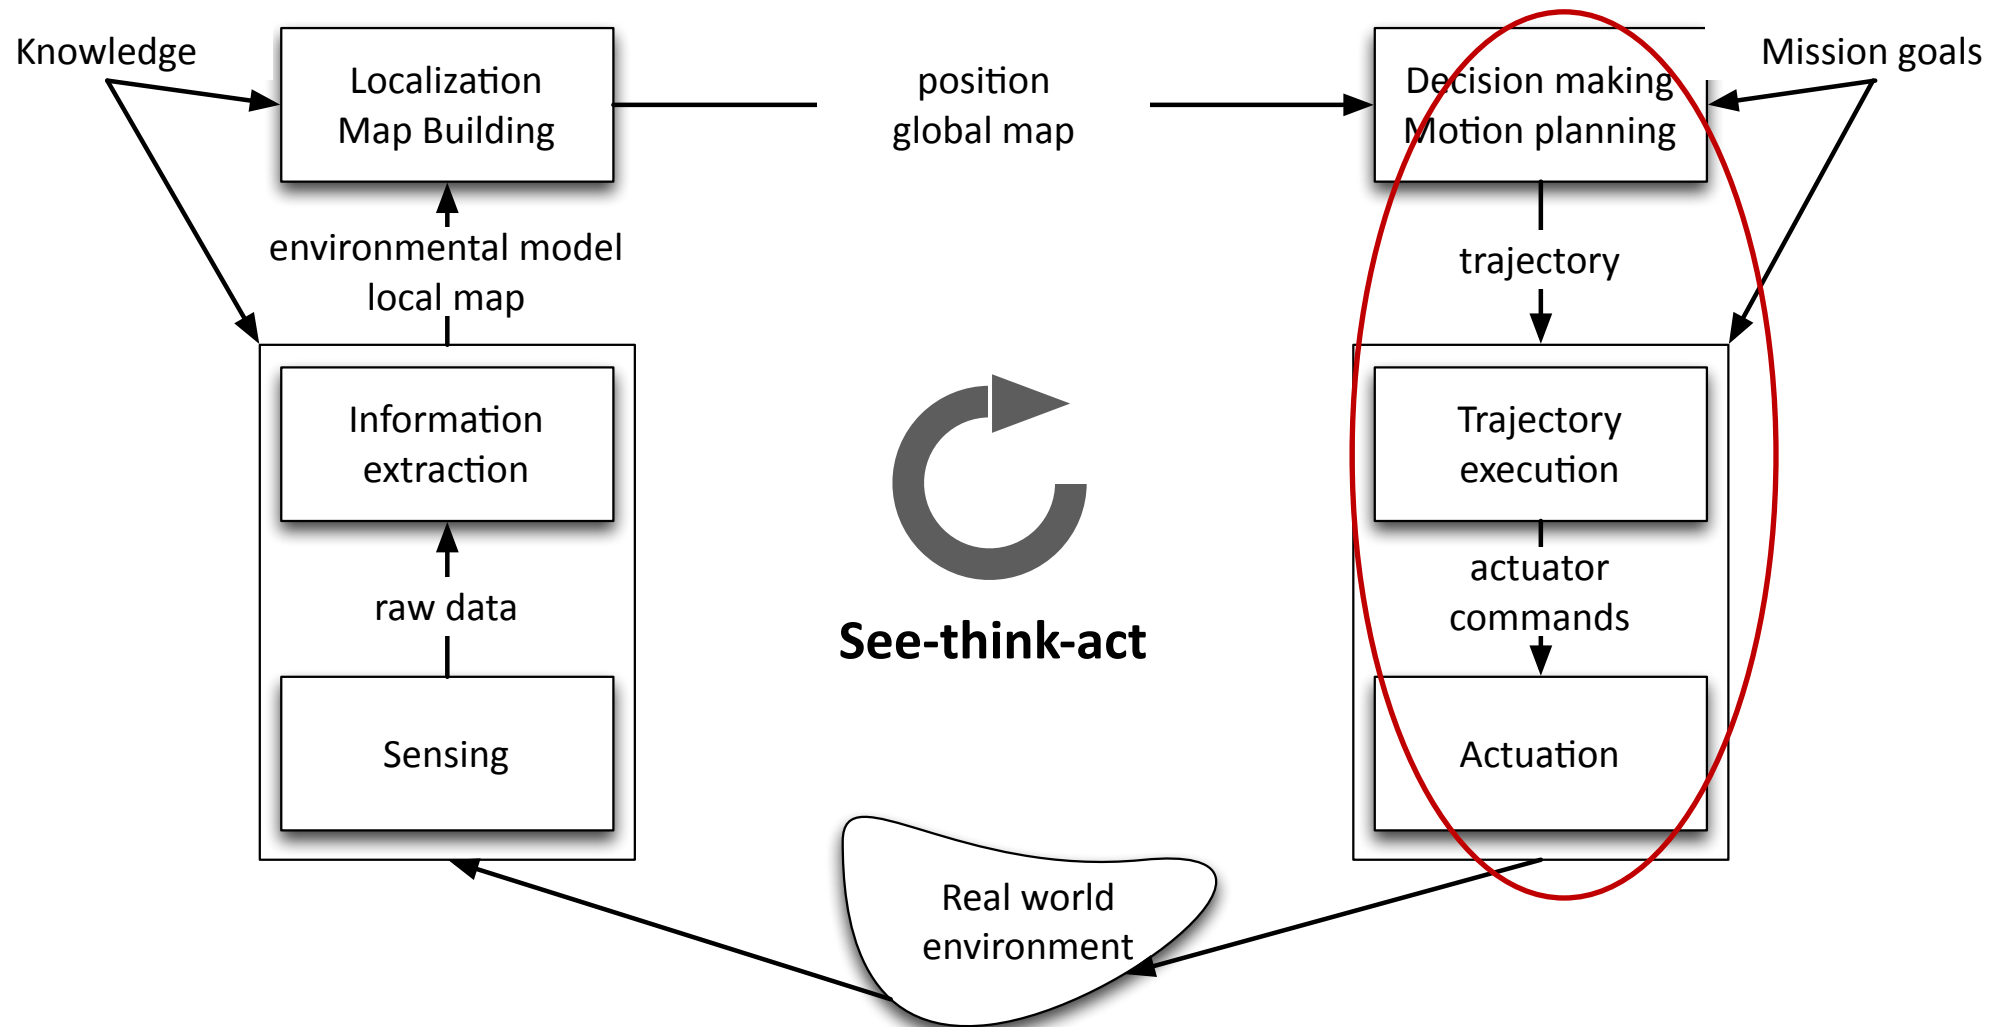 Knowledge
Localization
Map Building
position
global map
Decision making
Motion planning
Mission goals
environmental model
local map
trajectory
Information
extraction
Trajectory
execution
raw data
See-think-act
actuator
commands
Sensing
Actuation
Real world
environment